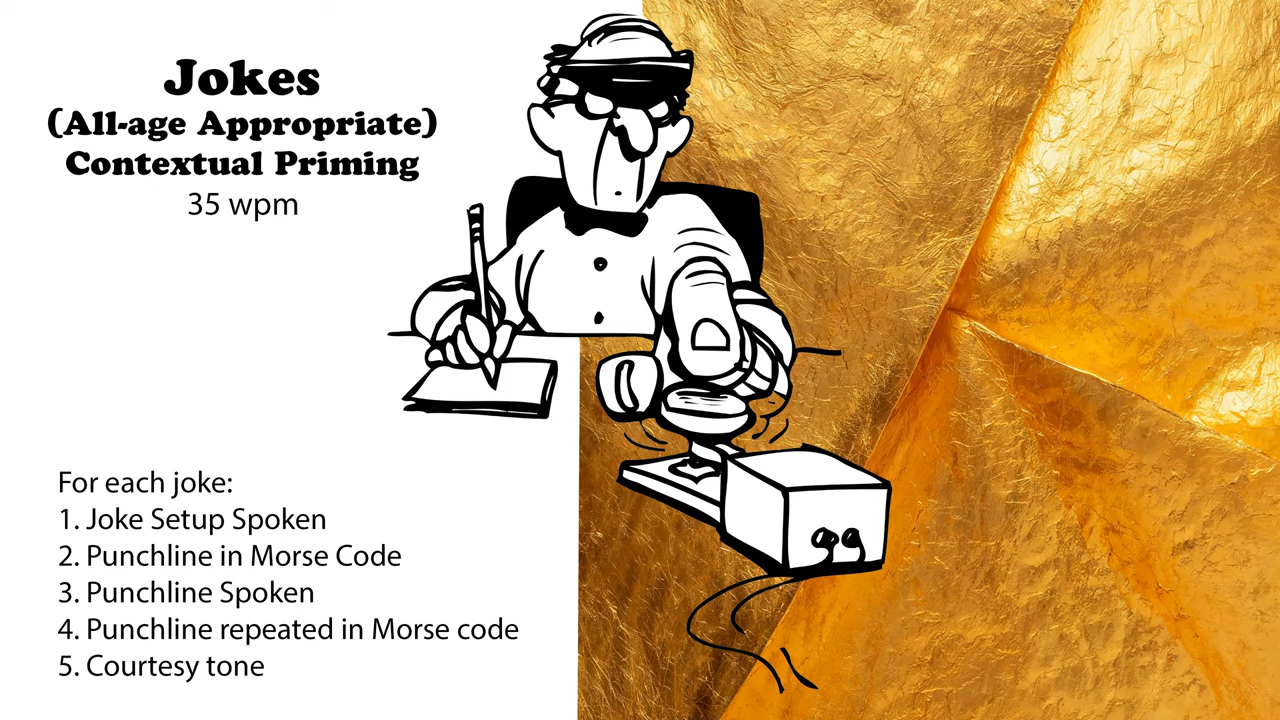 Jokes
(All-age Appropriate)
Contextual Priming
35 wpm
For each joke:
1. Joke Setup Spoken
2. Punchline in Morse Code
3. Punchline Spoken
4. Punchline repeated in Morse code
5. Courtesy tone